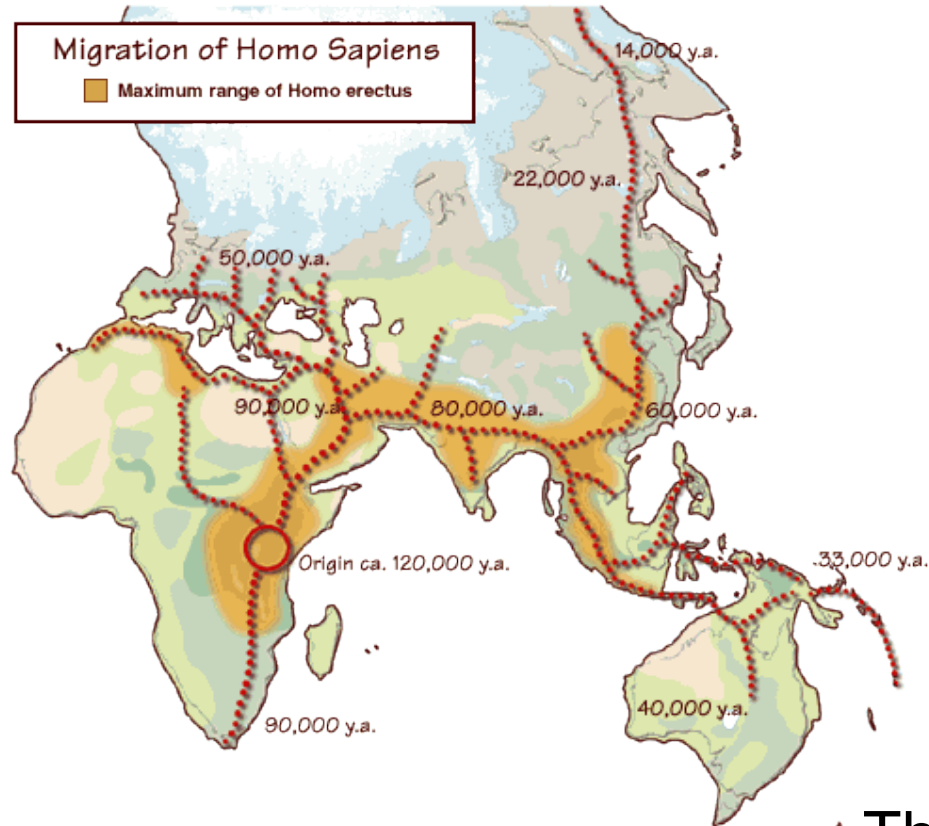 Migration of Homo Sapiens
Maximum range of Homo erectus
14,000 y.a.
22,000 y.a.
50,000 y.a.
90,000 y.a.
80,000 y.a.
60,000 y.a.
Origin ca. 120,000 y.a.
33,000 y.a.
40,000 y.a.
90,000 y.a.